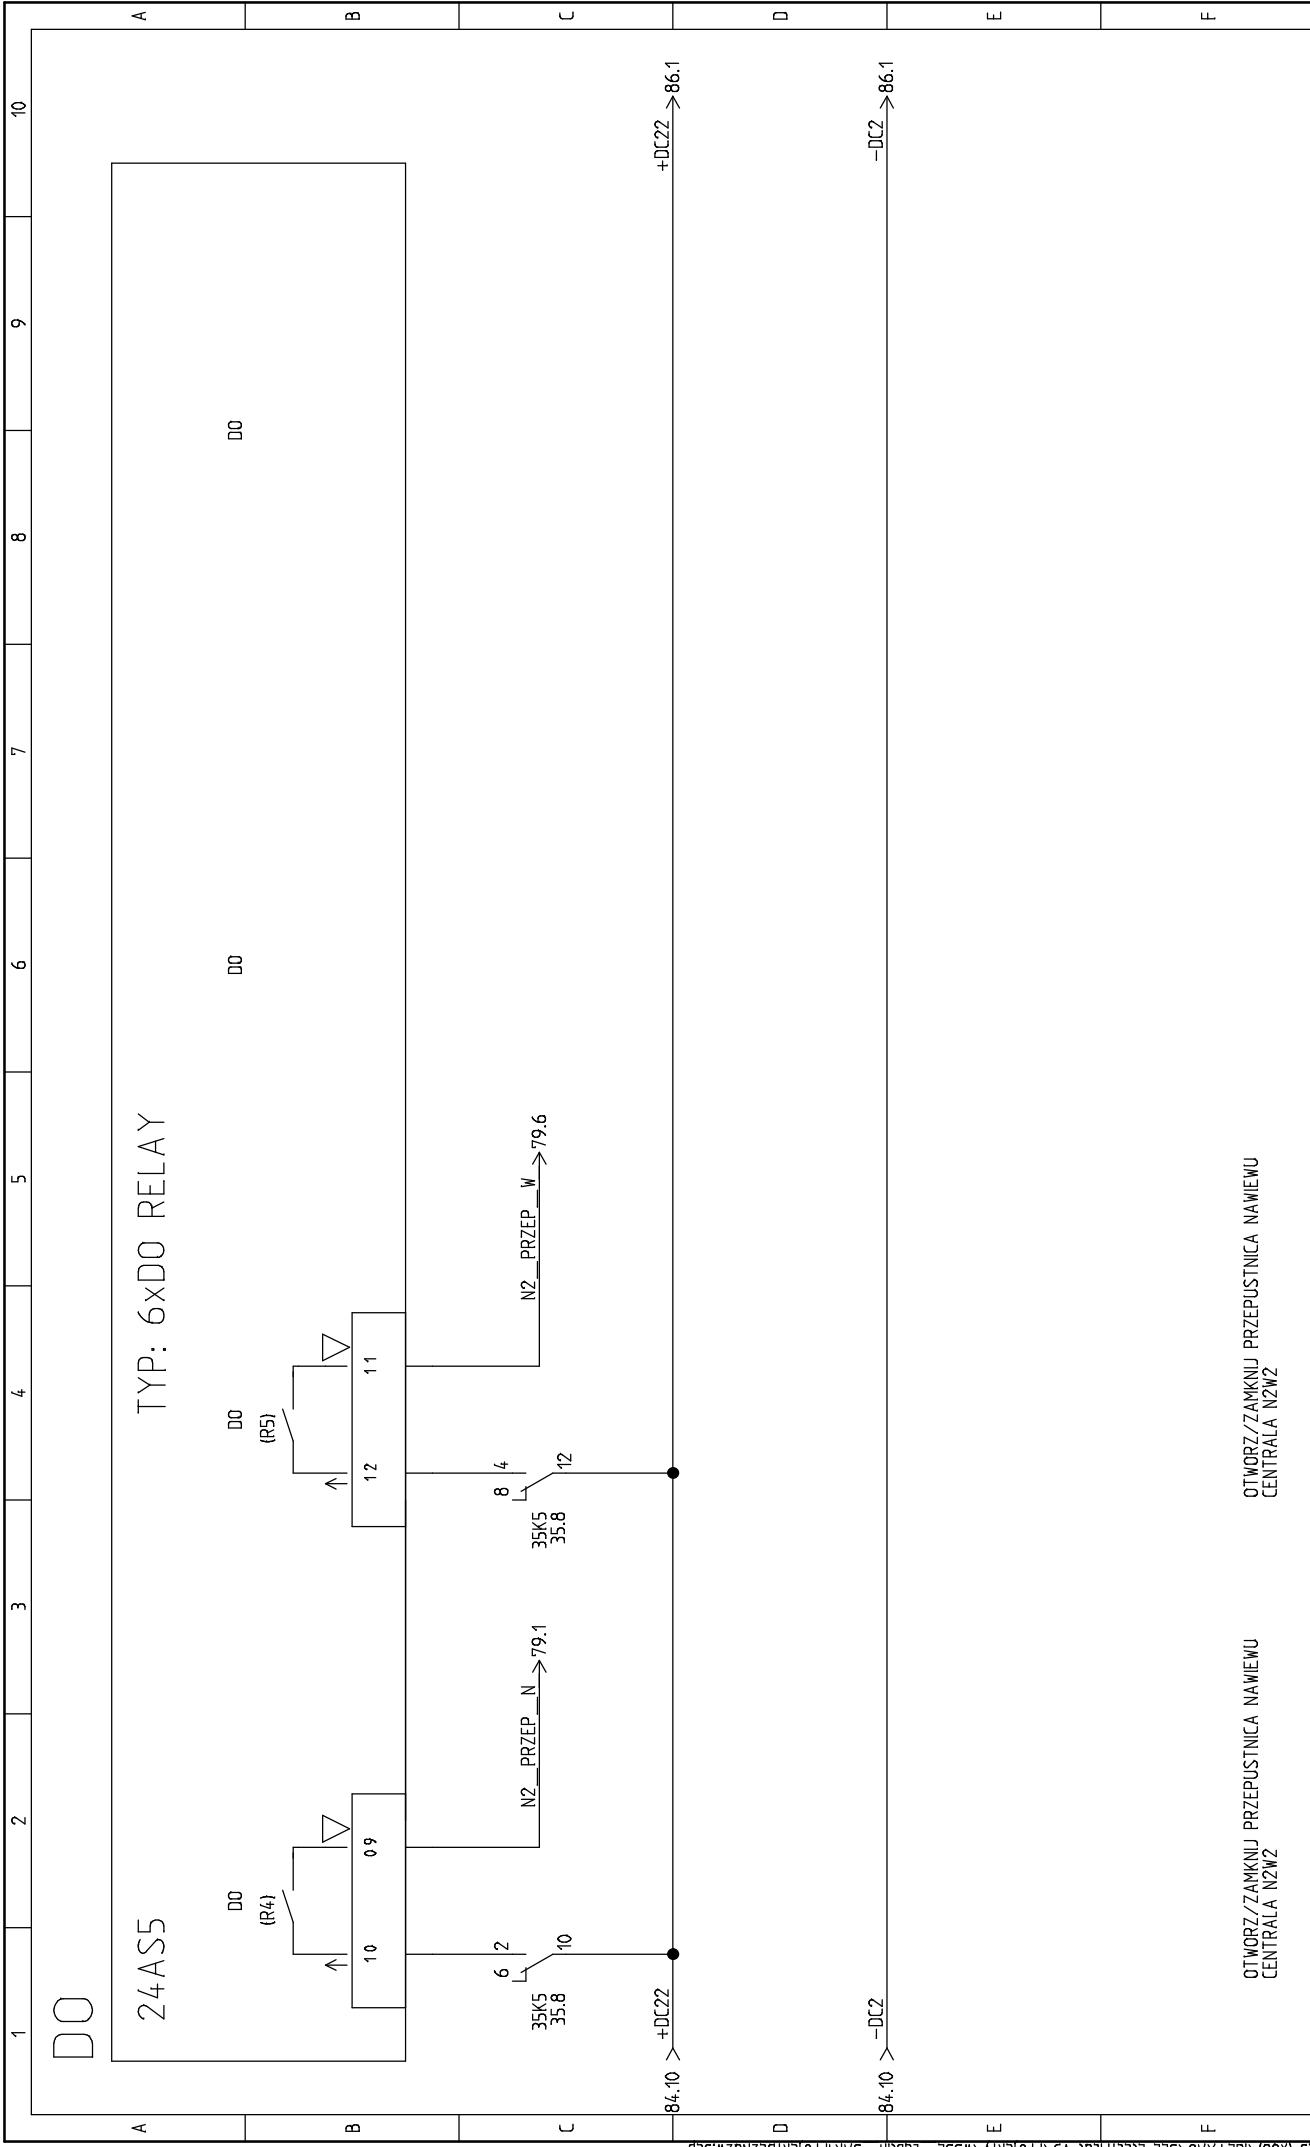 1 2 3 4 5 6 7 8 9 10
A
B
C
D
E
F
A
B
C
D
E
F
DO
24AS5
TYP: 6xDO RELAY
DO
(R4)
DO
(R5)
DO
DO
10
09
12
11
6 2
10
35K5
35.8
N2__PRZEP__N
79.1
8 4
12
35K5
35.8
N2__PRZEP__W
79.6
84.10
+DC22
+DC22
86.1
84.10
-DC2
-DC2
86.1
OTWORZ/ZAMKNIJ PRZEPUSTNICA NAWIEWU
CENTRALA N2W2
OTWORZ/ZAMKNIJ PRZEPUSTNICA NAWIEWU
CENTRALA N2W2